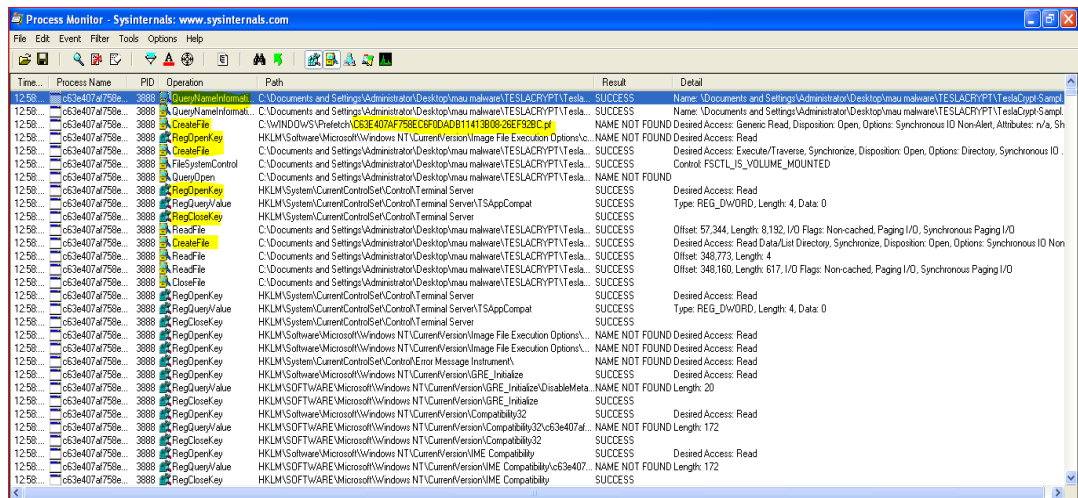 Process Monitor - Sysinternals: www.sysinternals.com
File Edit Event Filter Tools Options Help
Time... Process Name PID Operation Path Result Detail
12:58:... c63e407af758e... 3888 QueryNameInformati... C:\Documents and Settings\Administrator\Desktop\mau malware\TESLACRYPT\Tesla... SUCCESS Name: \Documents and Settings\Administrator\Desktop\mau malware\TESLACRYPT\TeslaCrypt-Sampl...
12:58:... c63e407af758e... 3888 QueryNameInformati... C:\Documents and Settings\Administrator\Desktop\mau malware\TESLACRYPT\Tesla... SUCCESS Name: \Documents and Settings\Administrator\Desktop\mau malware\TESLACRYPT\TeslaCrypt-Sampl...
12:58:... c63e407af758e... 3888 CreateFile C:\WINDOWS\Prefetch\C63E407AF758EC6F0DADB11413B08-26EF92BC.pf NAME NOT FOUND Desired Access: Generic Read, Disposition: Open, Options: Synchronous IO Non-Alert, Attributes: n/a, Sh
12:58:... c63e407af758e... 3888 RegOpenKey HKLM\Software\Microsoft\Windows NT\CurrentVersion\Image File Execution Options\c... NAME NOT FOUND Desired Access: Read
12:58:... c63e407af758e... 3888 CreateFile C:\Documents and Settings\Administrator\Desktop\mau malware\TESLACRYPT\Tesla... SUCCESS Desired Access: Execute/Traverse, Synchronize, Disposition: Open, Options: Directory, Synchronous IO ...
12:58:... c63e407af758e... 3888 FileSystemControl C:\Documents and Settings\Administrator\Desktop\mau malware\TESLACRYPT\Tesla... SUCCESS Control: FSCTL_IS_VOLUME_MOUNTED
12:58:... c63e407af758e... 3888 QueryOpen C:\Documents and Settings\Administrator\Desktop\mau malware\TESLACRYPT\Tesla... NAME NOT FOUND
12:58:... c63e407af758e... 3888 RegOpenKey HKLM\System\CurrentControlSet\Control\Terminal Server SUCCESS Desired Access: Read
12:58:... c63e407af758e... 3888 RegQueryValue HKLM\System\CurrentControlSet\Control\Terminal Server\TSAppCompat SUCCESS Type: REG_DWORD, Length: 4, Data: 0
12:58:... c63e407af758e... 3888 RegCloseKey HKLM\System\CurrentControlSet\Control\Terminal Server SUCCESS
12:58:... c63e407af758e... 3888 ReadFile C:\Documents and Settings\Administrator\Desktop\mau malware\TESLACRYPT\Tesla... SUCCESS Offset: 57,344, Length: 8,192, I/O Flags: Non-cached, Paging I/O, Synchronous Paging I/O
12:58:... c63e407af758e... 3888 CreateFile C:\Documents and Settings\Administrator\Desktop\mau malware\TESLACRYPT\Tesla... SUCCESS Desired Access: Read Data/List Directory, Synchronize, Disposition: Open, Options: Synchronous IO Non
12:58:... c63e407af758e... 3888 ReadFile C:\Documents and Settings\Administrator\Desktop\mau malware\TESLACRYPT\Tesla... SUCCESS Offset: 348,773, Length: 4
12:58:... c63e407af758e... 3888 ReadFile C:\Documents and Settings\Administrator\Desktop\mau malware\TESLACRYPT\Tesla... SUCCESS Offset: 348,160, Length: 617, I/O Flags: Non-cached, Paging I/O, Synchronous Paging I/O
12:58:... c63e407af758e... 3888 CloseFile C:\Documents and Settings\Administrator\Desktop\mau malware\TESLACRYPT\Tesla... SUCCESS
12:58:... c63e407af758e... 3888 RegOpenKey HKLM\System\CurrentControlSet\Control\Terminal Server SUCCESS Desired Access: Read
12:58:... c63e407af758e... 3888 RegQueryValue HKLM\System\CurrentControlSet\Control\Terminal Server\TSAppCompat SUCCESS Type: REG_DWORD, Length: 4, Data: 0
12:58:... c63e407af758e... 3888 RegCloseKey HKLM\System\CurrentControlSet\Control\Terminal Server SUCCESS
12:58:... c63e407af758e... 3888 RegOpenKey HKLM\Software\Microsoft\Windows NT\CurrentVersion\Image File Execution Options\... NAME NOT FOUND Desired Access: Read
12:58:... c63e407af758e... 3888 RegOpenKey HKLM\Software\Microsoft\Windows NT\CurrentVersion\Image File Execution Options\... NAME NOT FOUND Desired Access: Read
12:58:... c63e407af758e... 3888 RegOpenKey HKLM\System\CurrentControlSet\Control\Error Message Instrument\ NAME NOT FOUND Desired Access: Read
12:58:... c63e407af758e... 3888 RegOpenKey HKLM\Software\Microsoft\Windows NT\CurrentVersion\GRE_Initialize SUCCESS Desired Access: Read
12:58:... c63e407af758e... 3888 RegQueryValue HKLM\SOFTWARE\Microsoft\Windows NT\CurrentVersion\GRE_Initialize\DisableMeta... NAME NOT FOUND Length: 20
12:58:... c63e407af758e... 3888 RegCloseKey HKLM\SOFTWARE\Microsoft\Windows NT\CurrentVersion\GRE_Initialize SUCCESS
12:58:... c63e407af758e... 3888 RegOpenKey HKLM\Software\Microsoft\Windows NT\CurrentVersion\Compatibility32 SUCCESS Desired Access: Read
12:58:... c63e407af758e... 3888 RegQueryValue HKLM\SOFTWARE\Microsoft\Windows NT\CurrentVersion\Compatibility32\c63e407af... NAME NOT FOUND Length: 172
12:58:... c63e407af758e... 3888 RegCloseKey HKLM\SOFTWARE\Microsoft\Windows NT\CurrentVersion\Compatibility32 SUCCESS
12:58:... c63e407af758e... 3888 RegOpenKey HKLM\Software\Microsoft\Windows NT\CurrentVersion\IME Compatibility SUCCESS Desired Access: Read
12:58:... c63e407af758e... 3888 RegQueryValue HKLM\SOFTWARE\Microsoft\Windows NT\CurrentVersion\IME Compatibility\c63e407... NAME NOT FOUND Length: 172
12:58:... c63e407af758e... 3888 RegCloseKey HKLM\SOFTWARE\Microsoft\Windows NT\CurrentVersion\IME Compatibility SUCCESS